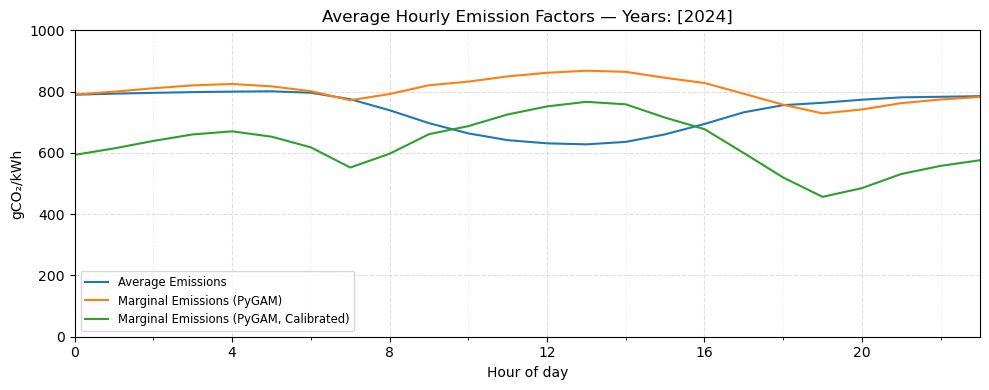 Average Hourly Emission Factors — Years: [2024]
1000
800
600
400
200
0
gCO₂/kWh
Average Emissions
Marginal Emissions (PyGAM)
Marginal Emissions (PyGAM, Calibrated)
0 4 8 12 16 20
Hour of day